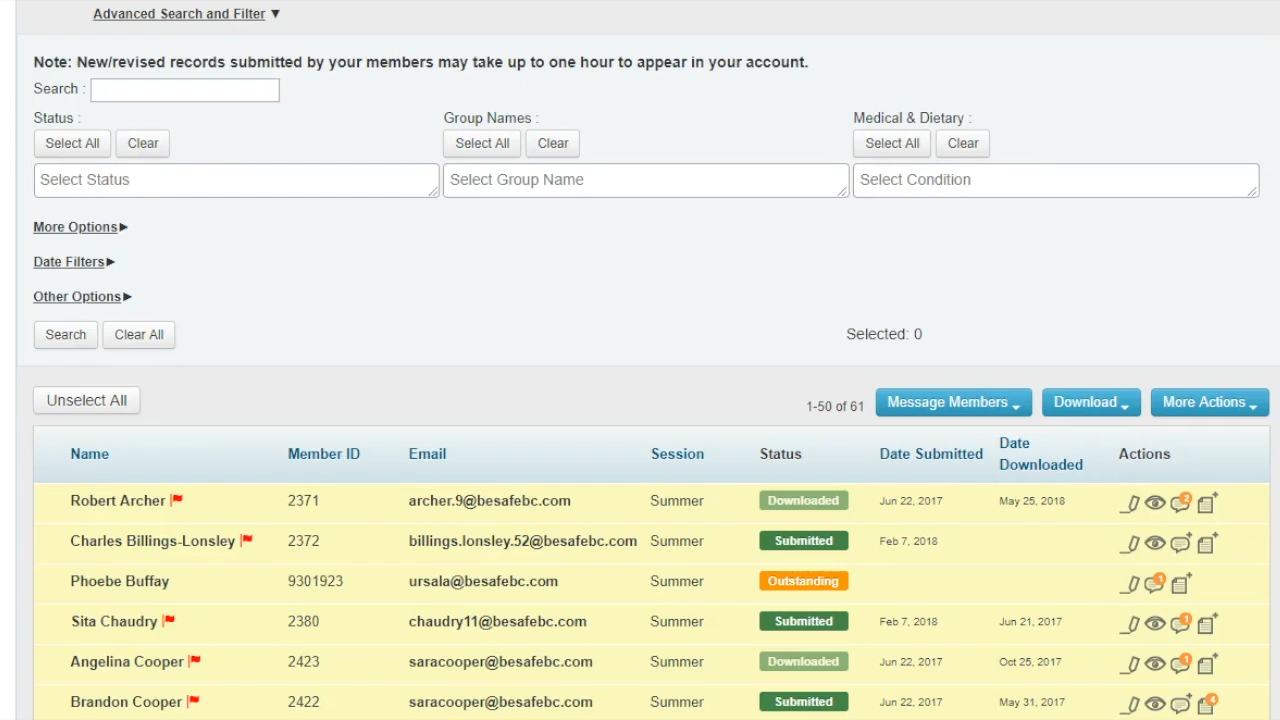 Advanced Search and Filter ▼
Note: New/revised records submitted by your members may take up to one hour to appear in your account.
Search :
Status : Group Names : Medical & Dietary :
Select All Clear Select All Clear Select All Clear
Select Status Select Group Name Select Condition
More Options▶
Date Filters▶
Other Options▶
Search Clear All Selected: 0
Unselect All 1-50 of 61 Message Members Download More Actions
Name Member ID Email Session Status Date Submitted Date Downloaded Actions
Robert Archer 2371 archer.9@besafebc.com Summer Downloaded Jun 22, 2017 May 25, 2018 2
Charles Billings-Lonsley 2372 billings.lonsley.52@besafebc.com Summer Submitted Feb 7, 2018
Phoebe Buffay 9301923 ursala@besafebc.com Summer Outstanding 1
Sita Chaudry 2380 chaudry11@besafebc.com Summer Submitted Feb 7, 2018 Jun 21, 2017 1
Angelina Cooper 2423 saracooper@besafebc.com Summer Downloaded Jun 22, 2017 Oct 25, 2017 1
Brandon Cooper 2422 saracooper@besafebc.com Summer Submitted Jun 22, 2017 May 31, 2017 4